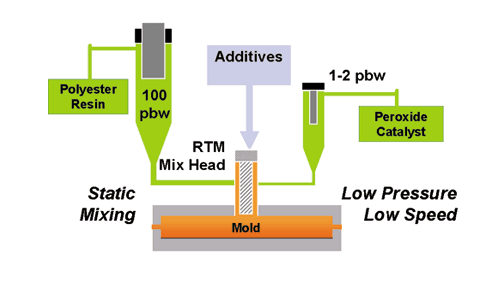 Additives
1-2 pbw
Polyester
Resin
100
pbw
Peroxide
Catalyst
RTM
Mix Head
Static
Mixing
Low Pressure
Low Speed
Mold